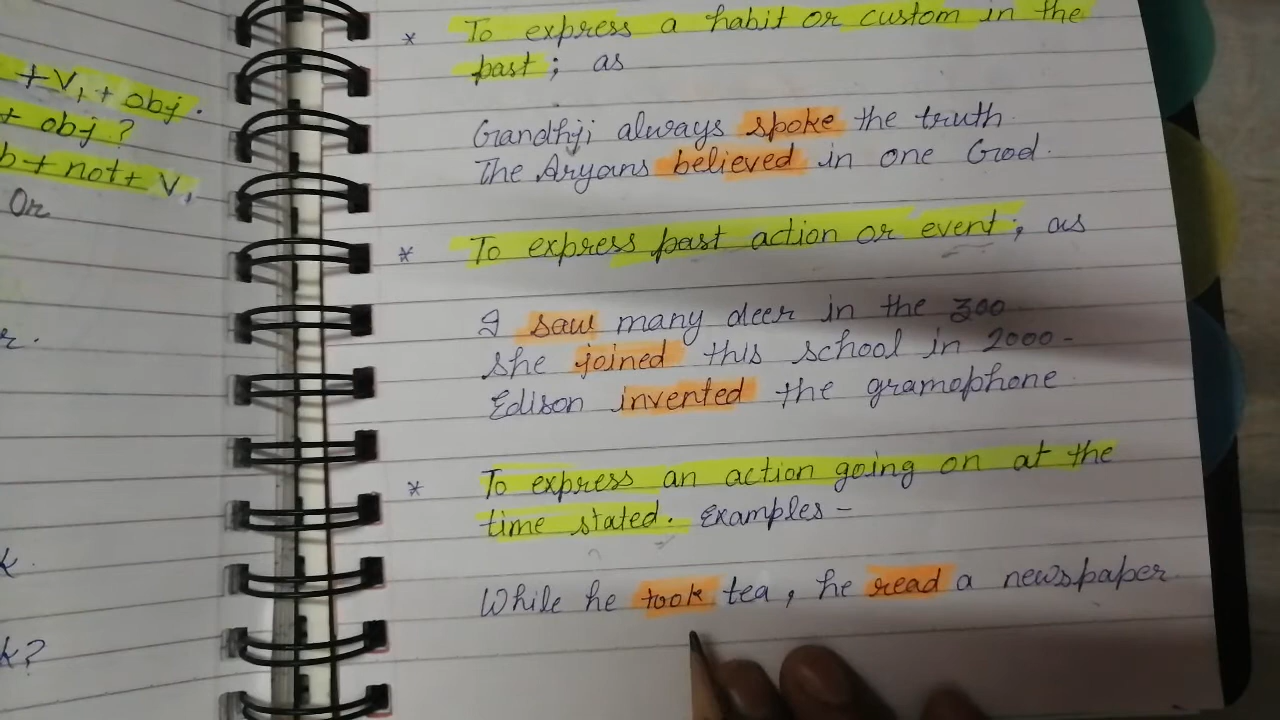 + V₁ + obj.
+ obj.?
b + not + V₁
Or
r.
k.
k?
* To express a habit or custom in the
past; as
Gandhiji always spoke the truth.
The Aryans believed in one God.
* To express past action or event; as
I saw many deer in the zoo
She joined this school in 2000-
Edison invented the gramophone
* To express an action going on at the
time stated. Examples -
While he took tea, he read a newspaper